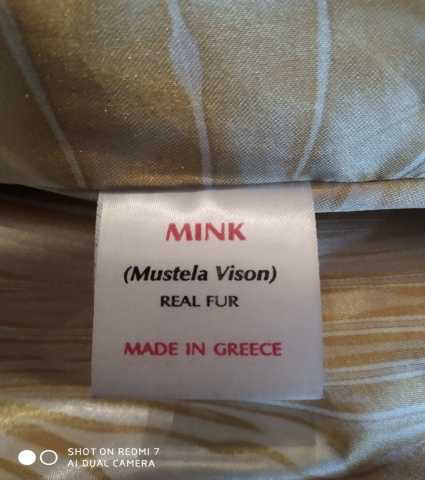 MINK
(Mustela Vison)
REAL FUR
MADE IN GREECE
SHOT ON REDMI 7
AI DUAL CAMERA